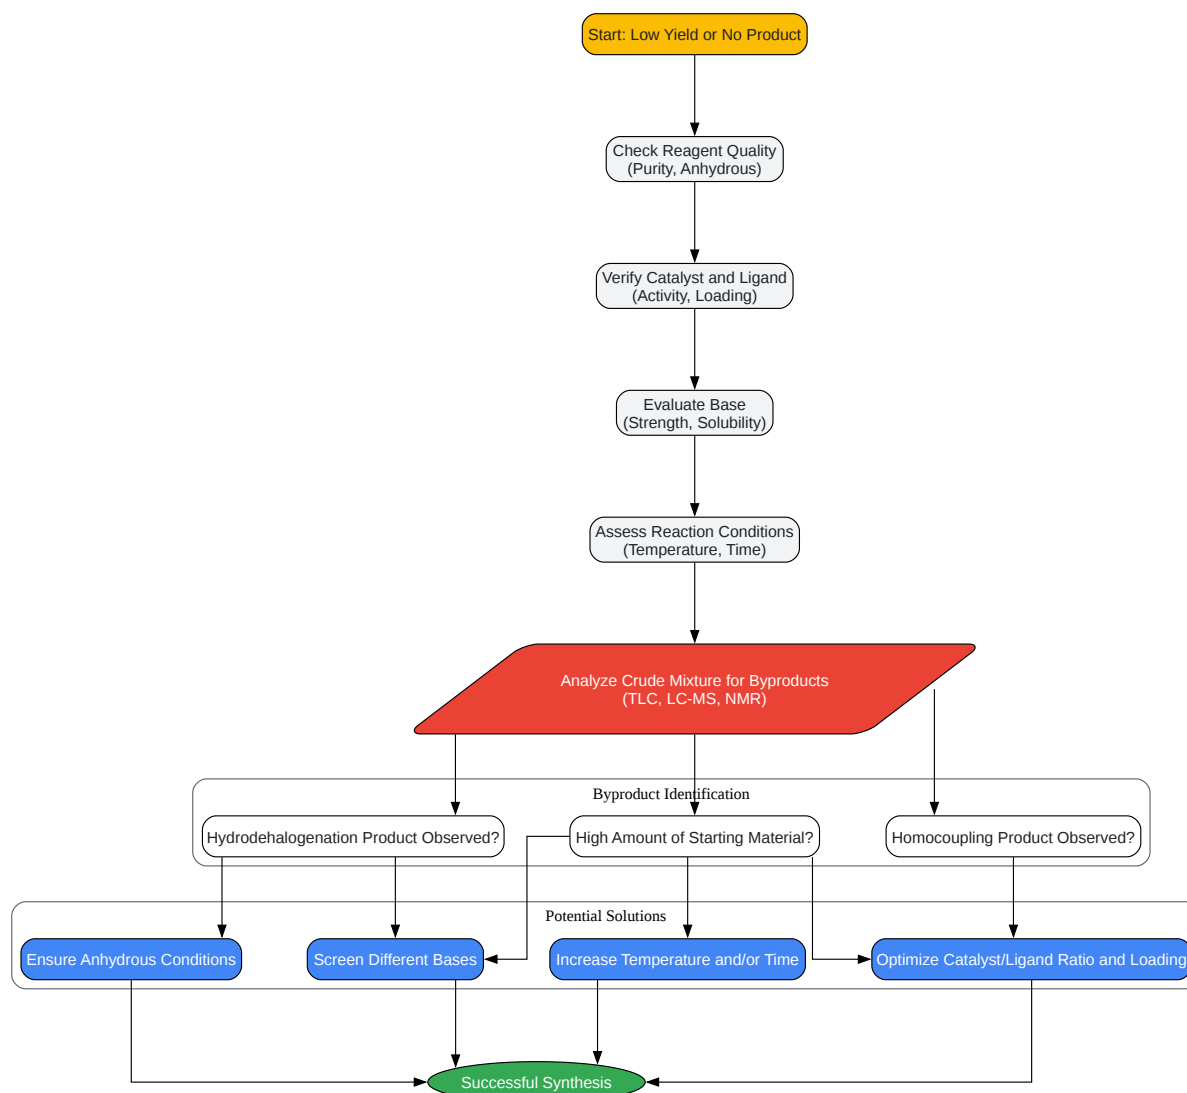 Start: Low Yield or No Product
Check Reagent Quality
(Purity, Anhydrous)
Verify Catalyst and Ligand
(Activity, Loading)
Evaluate Base
(Strength, Solubility)
Assess Reaction Conditions
(Temperature, Time)
Analyze Crude Mixture for Byproducts
(TLC, LC-MS, NMR)
Byproduct Identification
Hydrodehalogenation Product Observed?
High Amount of Starting Material?
Homocoupling Product Observed?
Potential Solutions
Ensure Anhydrous Conditions
Screen Different Bases
Increase Temperature and/or Time
Optimize Catalyst/Ligand Ratio and Loading
Successful Synthesis